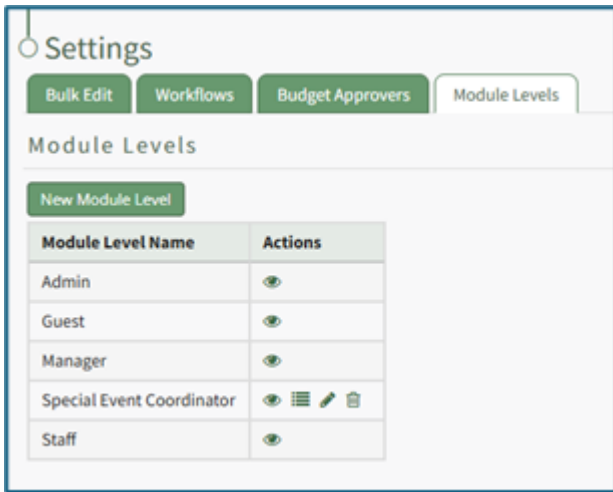 Settings
Bulk Edit Workflows Budget Approvers Module Levels
Module Levels
New Module Level
Module Level Name Actions
Admin
Guest
Manager
Special Event Coordinator
Staff